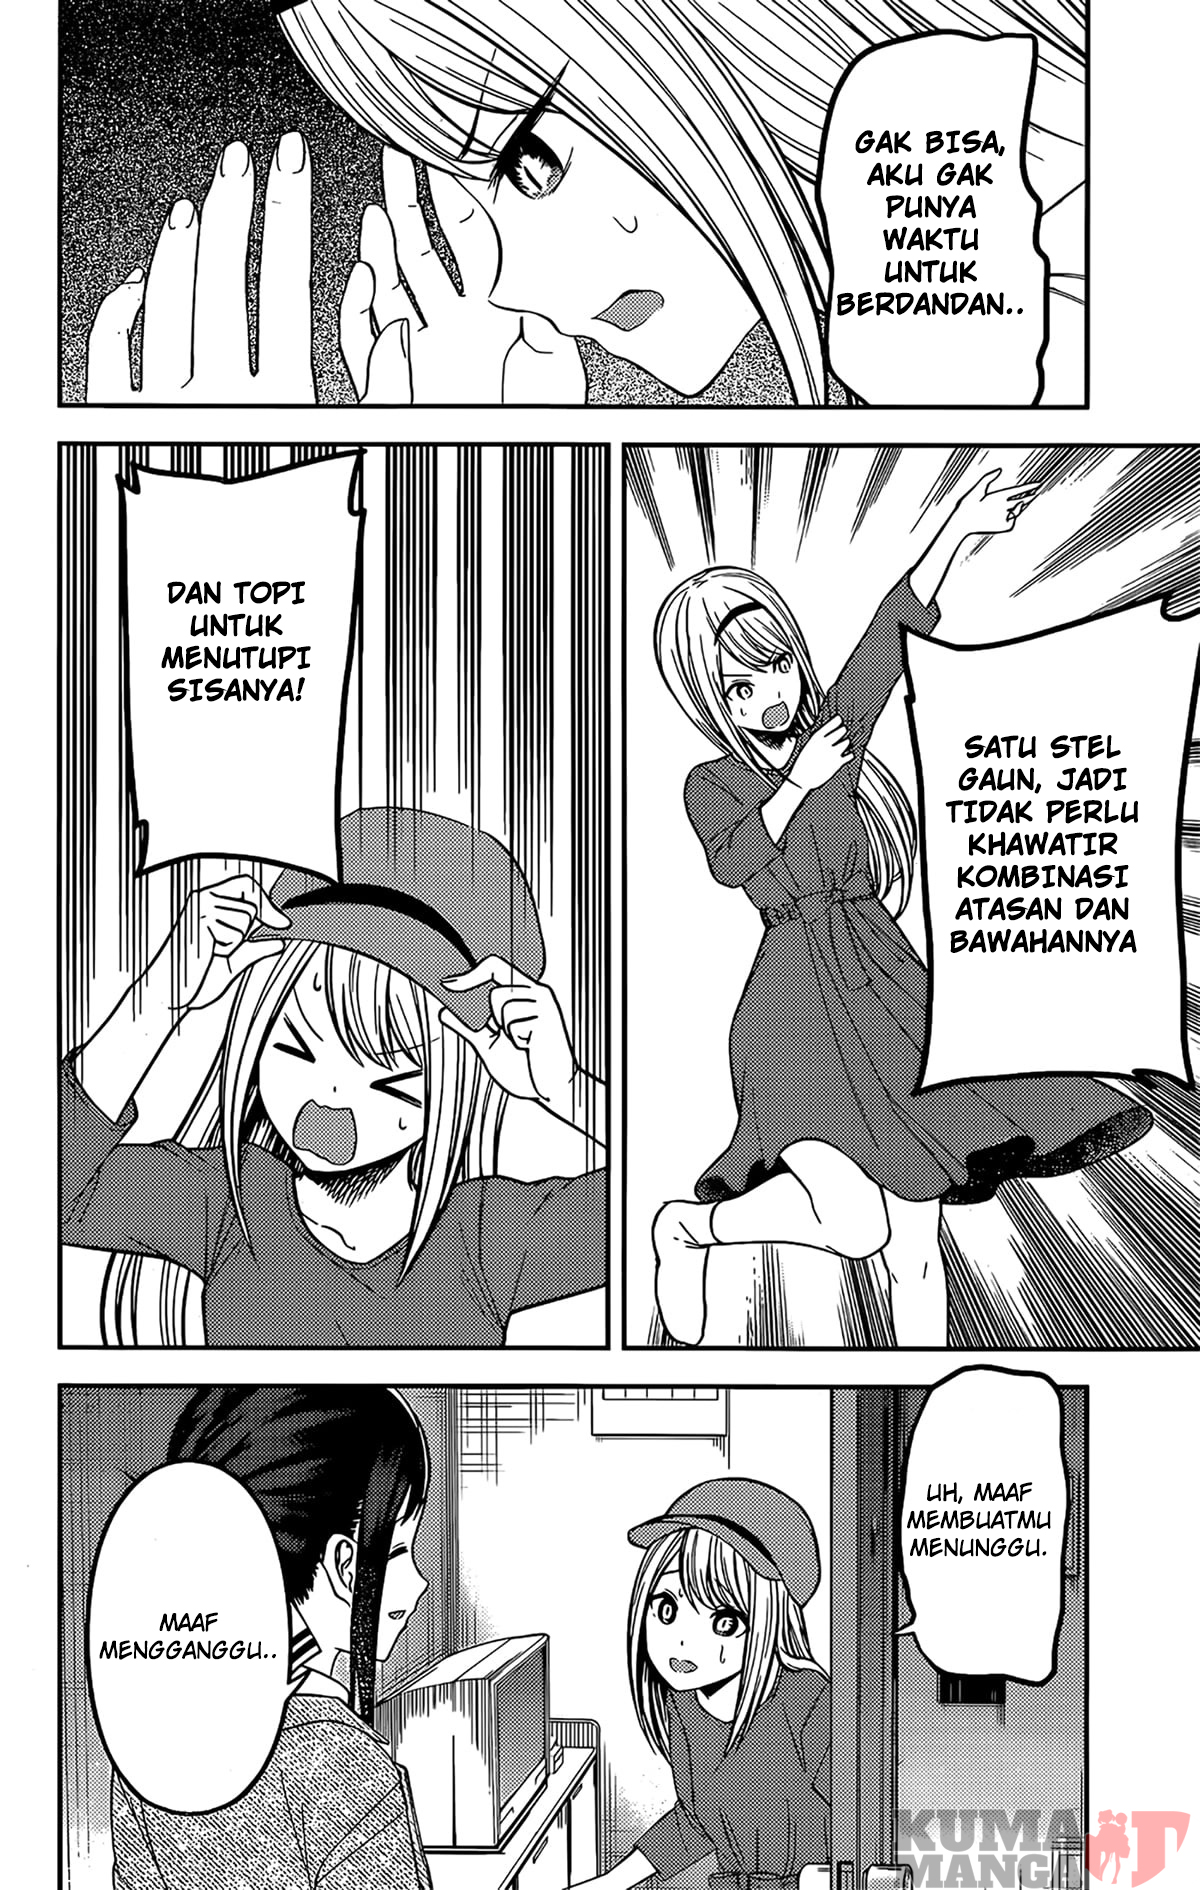 GAK BISA,
AKU GAK
PUNYA
WAKTU
UNTUK
BERDANDAN..
SATU STEL
GAUN, JADI
TIDAK PERLU
KHAWATIR
KOMBINASI
ATASAN DAN
BAWAHANNYA
DAN TOPI
UNTUK
MENUTUPI
SISANYA!
UH, MAAF
MEMBUATMU
MENUNGGU.
MAAF
MENGGANGGU..
KUMA
MANGA